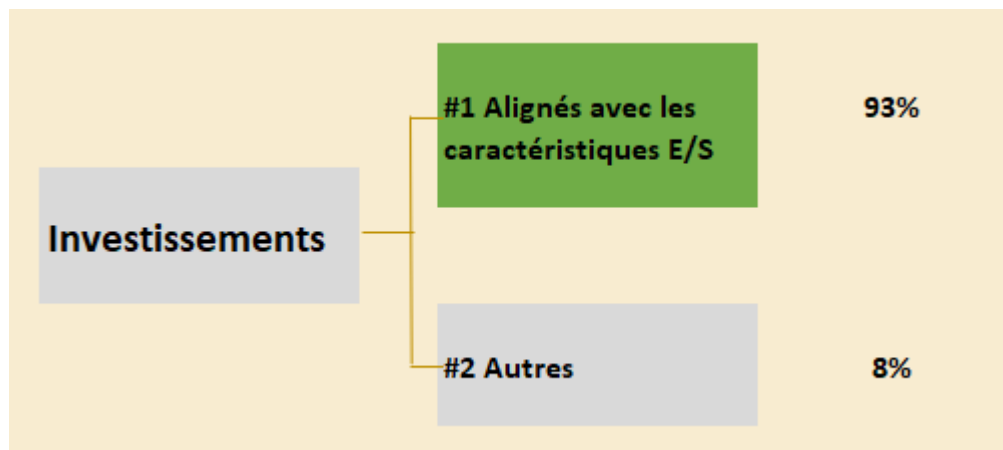 #1 Alignés avec les
caractéristiques E/S
93%
Investissements
#2 Autres
8%